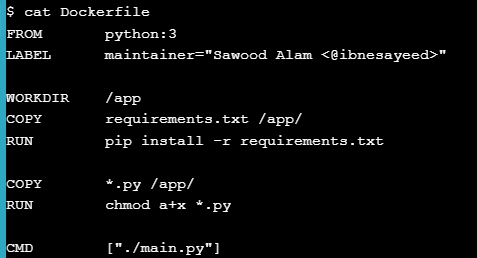 $ cat Dockerfile
FROM python:3
LABEL maintainer="Sawood Alam <@ibnesayeed>"
WORKDIR /app
COPY requirements.txt /app/
RUN pip install -r requirements.txt
COPY *.py /app/
RUN chmod a+x *.py
CMD ["./main.py"]